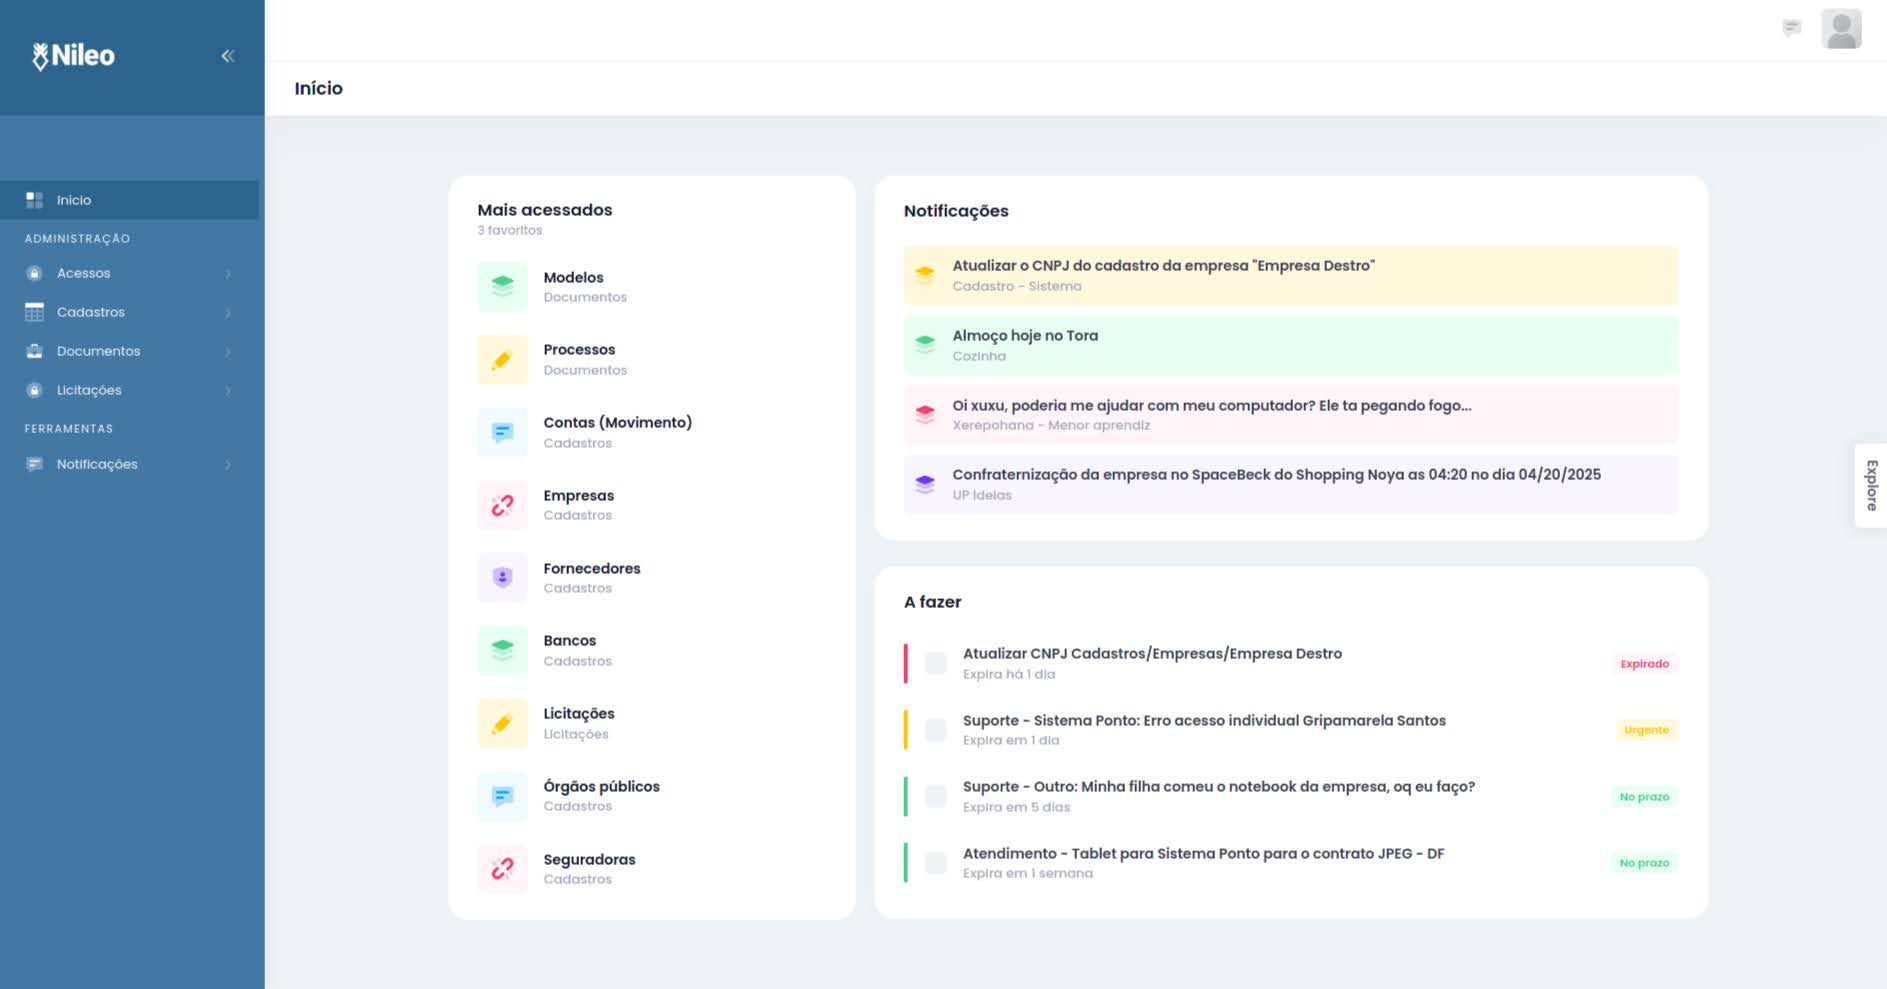 Nileo
Início
Início
ADMINISTRAÇÃO
Acessos
Cadastros
Documentos
Licitações
FERRAMENTAS
Notificações
Mais acessados
3 favoritos
Modelos
Documentos
Processos
Documentos
Contas (Movimento)
Cadastros
Empresas
Cadastros
Fornecedores
Cadastros
Bancos
Cadastros
Licitações
Licitações
Órgãos públicos
Cadastros
Seguradoras
Cadastros
Notificações
Atualizar o CNPJ do cadastro da empresa "Empresa Destro"
Cadastro - Sistema
Almoço hoje no Tora
Cozinha
Oi xuxu, poderia me ajudar com meu computador? Ele ta pegando fogo...
Xerepohana - Menor aprendiz
Confraternização da empresa no SpaceBeck do Shopping Noya as 04:20 no dia 04/20/2025
UP Ideias
A fazer
Atualizar CNPJ Cadastros/Empresas/Empresa Destro
Expira há 1 dia
Expirado
Suporte - Sistema Ponto: Erro acesso individual Gripamarela Santos
Expira em 1 dia
Urgente
Suporte - Outro: Minha filha comeu o notebook da empresa, oq eu faço?
Expira em 5 dias
No prazo
Atendimento - Tablet para Sistema Ponto para o contrato JPEG - DF
Expira em 1 semana
No prazo
Explore